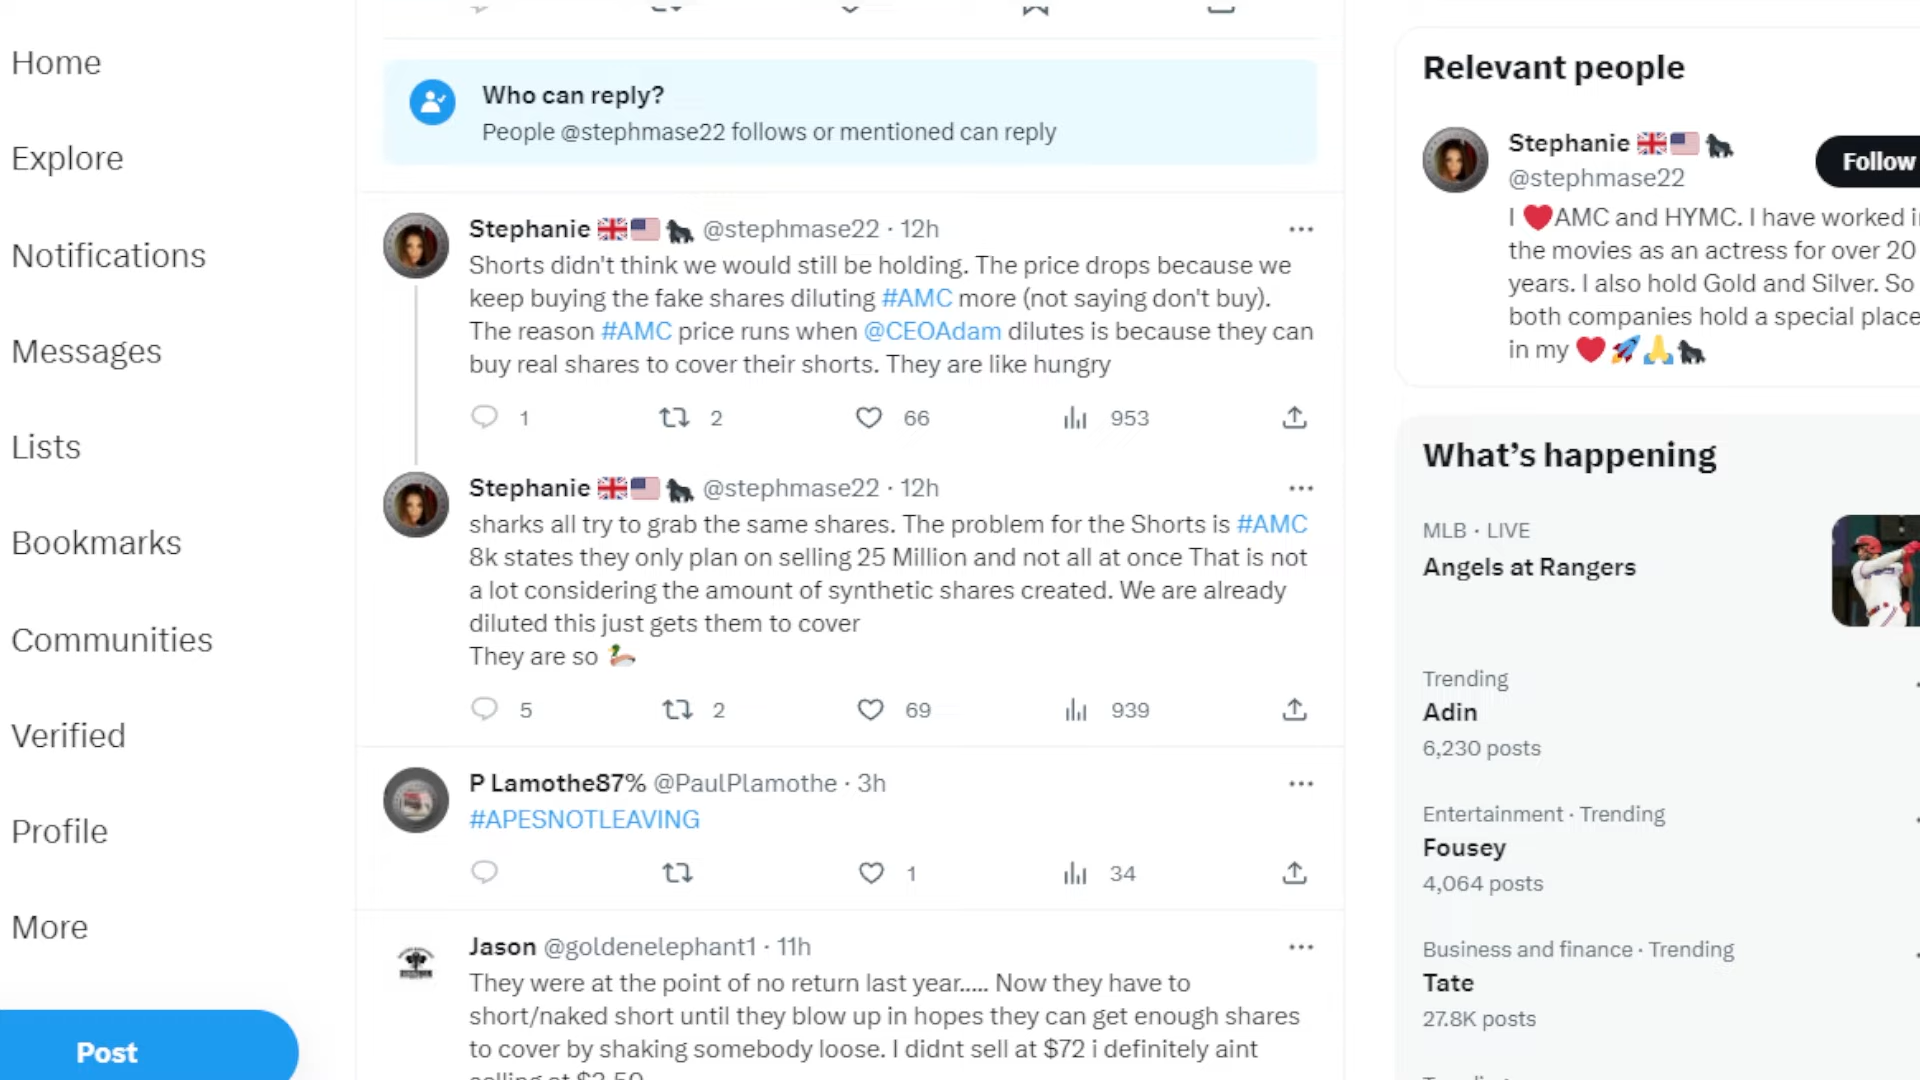 Home
Explore
Notifications
Messages
Lists
Bookmarks
Communities
Verified
Profile
More
Post
Who can reply?
People @stephmase22 follows or mentioned can reply
Stephanie 🇬🇧🇺🇸🦍 @stephmase22 · 12h
Shorts didn't think we would still be holding. The price drops because we
keep buying the fake shares diluting #AMC more (not saying don't buy).
The reason #AMC price runs when @CEOAdam dilutes is because they can
buy real shares to cover their shorts. They are like hungry
1 2 66 953
Stephanie 🇬🇧🇺🇸🦍 @stephmase22 · 12h
sharks all try to grab the same shares. The problem for the Shorts is #AMC
8k states they only plan on selling 25 Million and not all at once That is not
a lot considering the amount of synthetic shares created. We are already
diluted this just gets them to cover
They are so 🦆
5 2 69 939
P Lamothe87% @PaulPlamothe · 3h
#APESNOTLEAVING
1 34
Jason @goldenelephant1 · 11h
They were at the point of no return last year..... Now they have to
short/naked short until they blow up in hopes they can get enough shares
to cover by shaking somebody loose. I didnt sell at $72 i definitely aint
Relevant people
Stephanie 🇬🇧🇺🇸🦍
@stephmase22
Follow
I ❤️AMC and HYMC. I have worked in
the movies as an actress for over 20
years. I also hold Gold and Silver. So
both companies hold a special place
in my ❤️🚀🙏🦍
What's happening
MLB · LIVE
Angels at Rangers
Trending
Adin
6,230 posts
Entertainment · Trending
Fousey
4,064 posts
Business and finance · Trending
Tate
27.8K posts